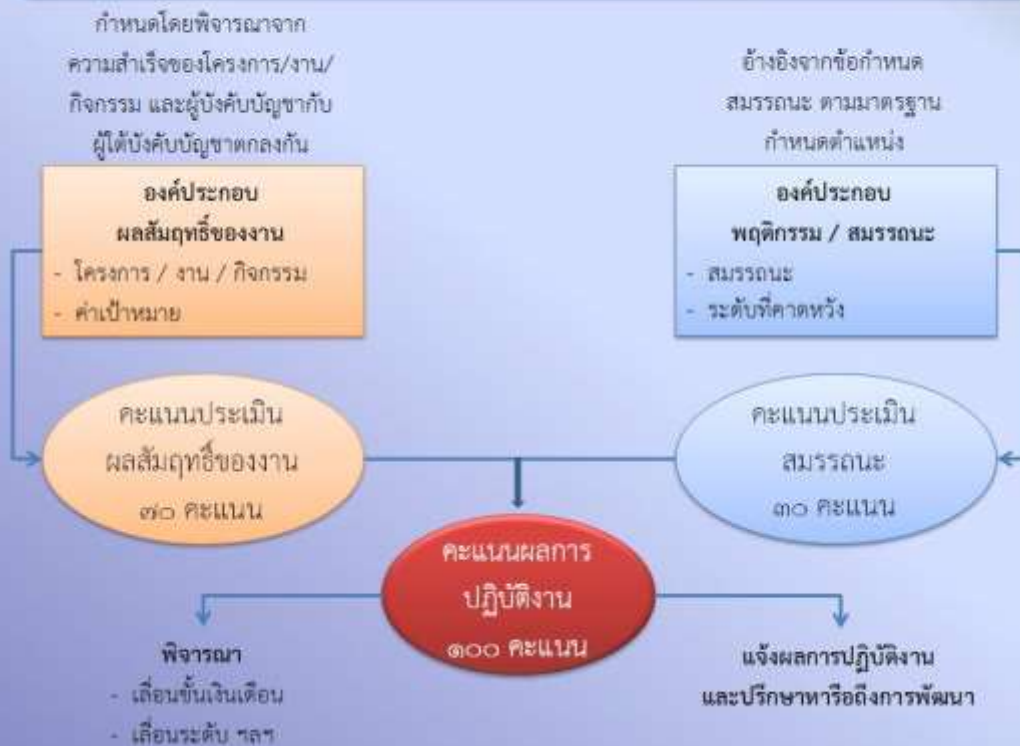 กำหนดโดยพิจารณาจาก
ความสำเร็จของโครงการ/งาน/
กิจกรรม และผู้บังคับบัญชากับ
ผู้ใต้บังคับบัญชาตกลงกัน
องค์ประกอบ
ผลสัมฤทธิ์ของงาน
- โครงการ / งาน / กิจกรรม
- ค่าเป้าหมาย
อ้างอิงจากข้อกำหนด
สมรรถนะ ตามมาตรฐาน
กำหนดตำแหน่ง
องค์ประกอบ
พฤติกรรม / สมรรถนะ
- สมรรถนะ
- ระดับที่คาดหวัง
คะแนนประเมิน
ผลสัมฤทธิ์ของงาน
๗๐ คะแนน
คะแนนประเมิน
สมรรถนะ
๓๐ คะแนน
คะแนนผลการ
ปฏิบัติงาน
๑๐๐ คะแนน
พิจารณา
- เลื่อนขั้นเงินเดือน
- เลื่อนระดับ ฯลฯ
แจ้งผลการปฏิบัติงาน
และปรึกษาหารือถึงการพัฒนา